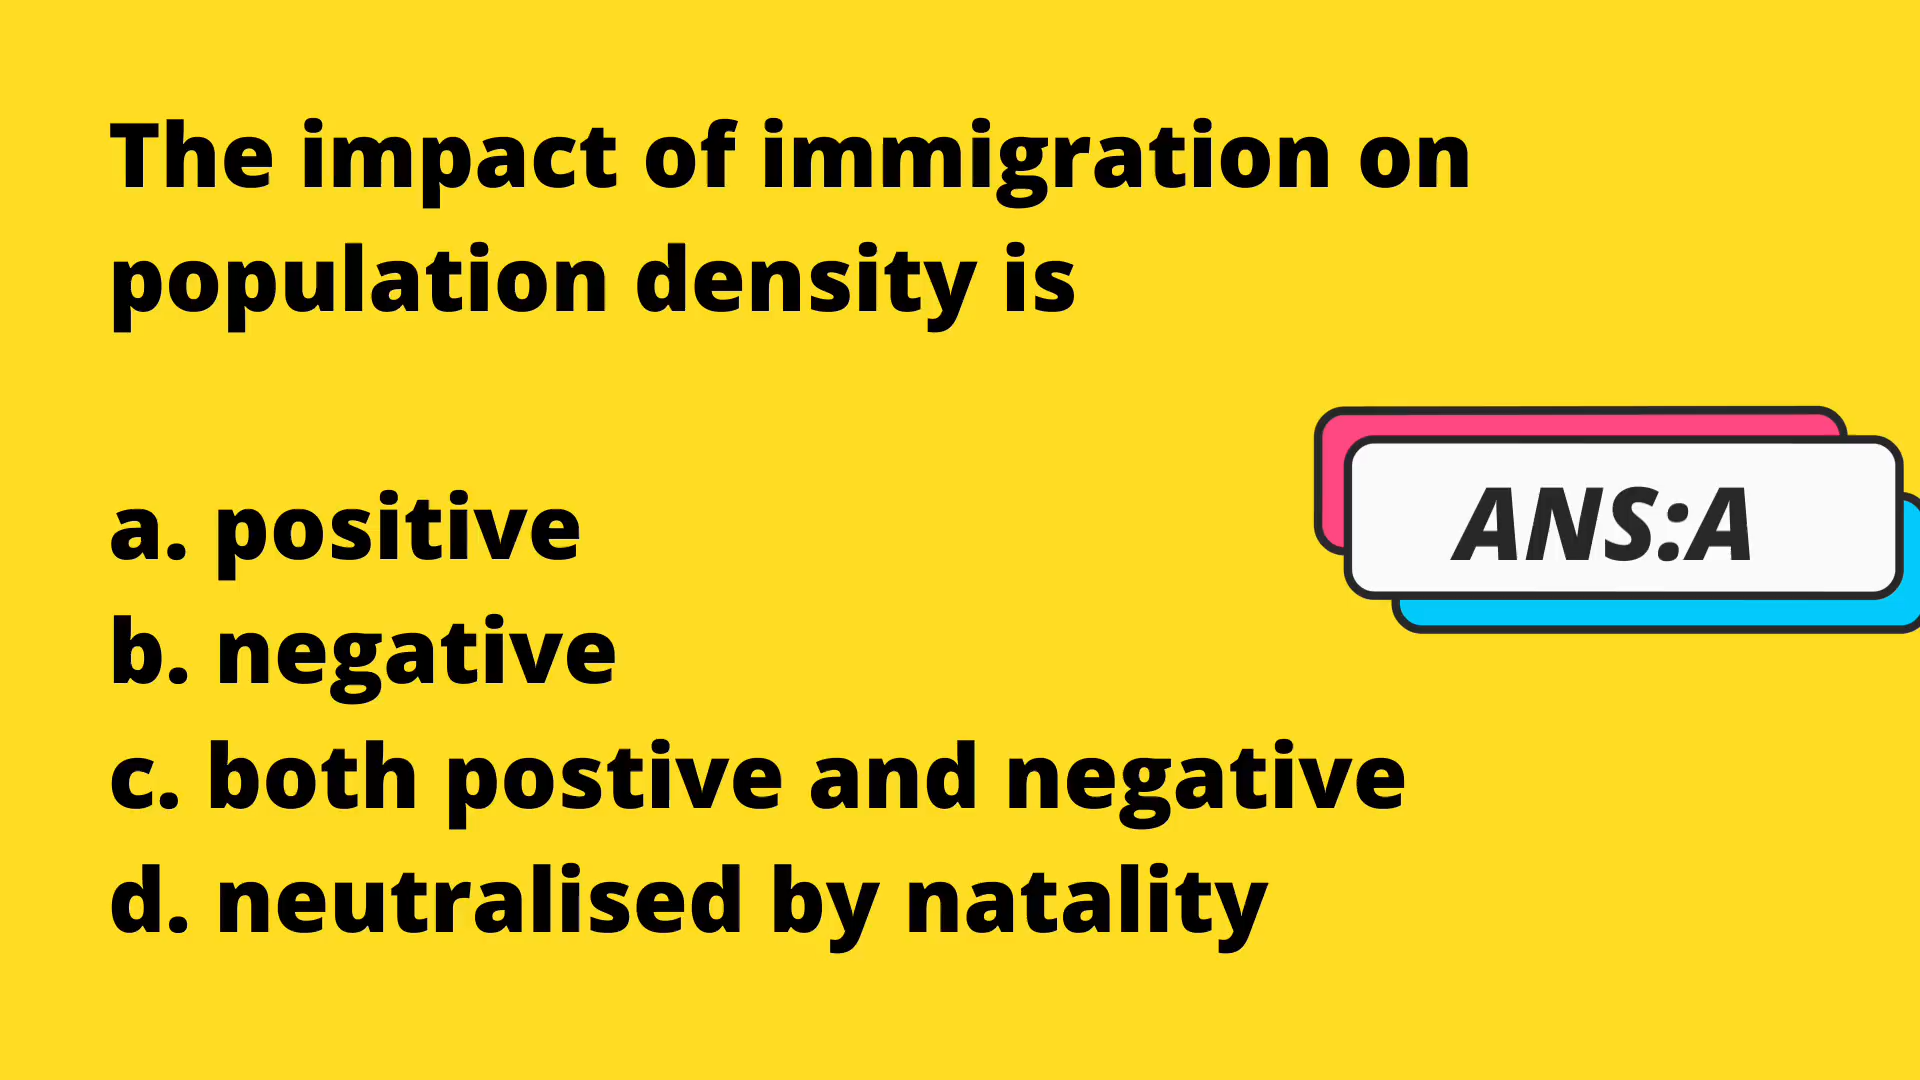 The impact of immigration on
population density is
a. positive
b. negative
c. both postive and negative
d. neutralised by natality
ANS:A